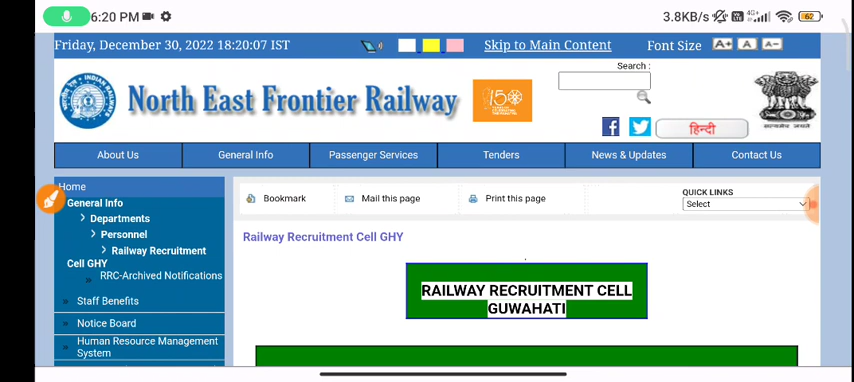 6:20 PM
3.8KB/s 4G+ 62
Friday, December 30, 2022 18:20:07 IST
Skip to Main Content
Font Size A+ A A-
Search :
North East Frontier Railway
150
हिन्दी
About Us
General Info
Passenger Services
Tenders
News & Updates
Contact Us
Home
General Info
Departments
Personnel
Railway Recruitment
Cell GHY
RRC-Archived Notifications
Staff Benefits
Notice Board
Human Resource Management
System
Bookmark
Mail this page
Print this page
QUICK LINKS
Select
Railway Recruitment Cell GHY
RAILWAY RECRUITMENT CELL
GUWAHATI